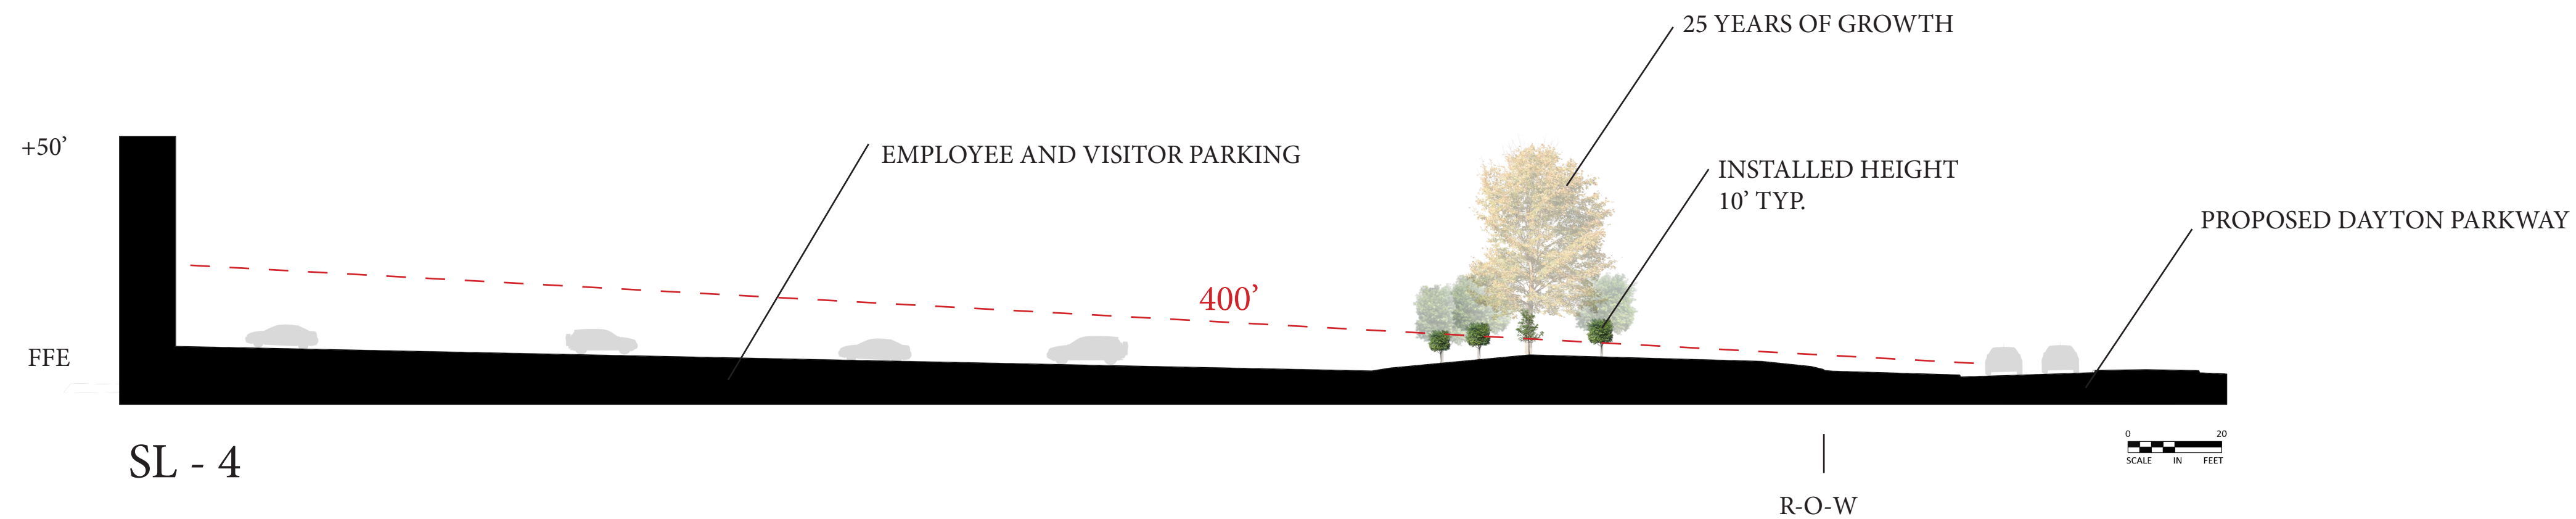 25 YEARS OF GROWTH
+50’
EMPLOYEE AND VISITOR PARKING
INSTALLED HEIGHT
10’ TYP.
PROPOSED DAYTON PARKWAY
400’
FFE
SL - 4
0 20
SCALE IN FEET
R-O-W